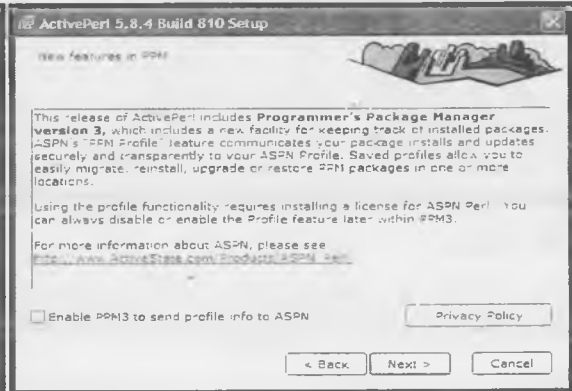 ActivePerl 5.8.4 Build 810 Setup
New features in PPM
This release of ActivePerl includes Programmer's Package Manager
version 3, which includes a new facility for keeping track of installed packages.
ASPN's "PPM Profile" feature communicates your package installs and updates
securely and transparently to your ASPN Profile. Saved profiles allow you to
easily migrate, reinstall, upgrade or restore PPM packages in one or more
locations.
Using the profile functionality requires installing a license for ASPN Perl. You
can always disable or enable the Profile feature later within PPM3.
For more information about ASPN, please see
http://www.ActiveState.com/Products/ASPN_Perl
Enable PPM3 to send profile info to ASPN
Privacy Policy
< Back
Next >
Cancel